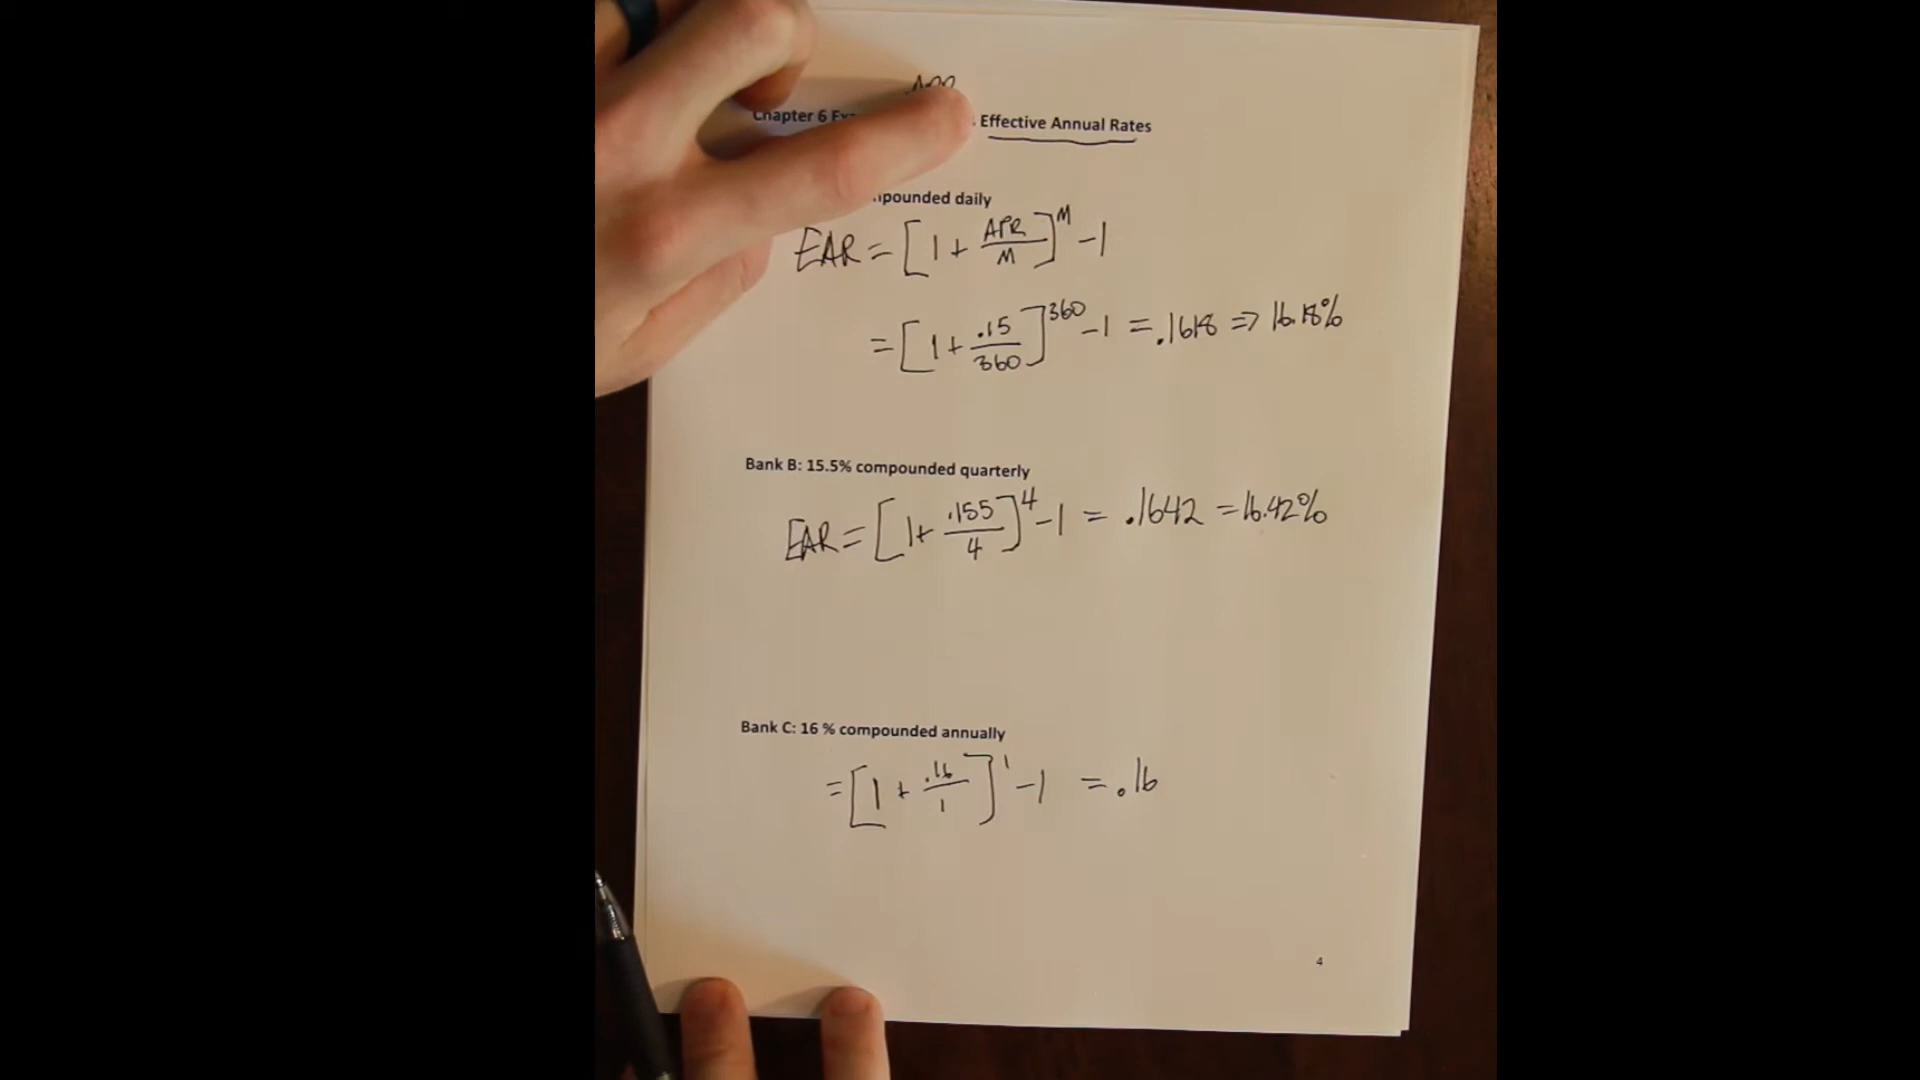 Chapter 6 Effective Annual Rates
compounded daily
EAR = [1 + APR/M]^M - 1
= [1 + .15/360]^360 - 1 = .1618 => 16.18%
Bank B: 15.5% compounded quarterly
EAR = [1 + .155/4]^4 - 1 = .1642 = 16.42%
Bank C: 16 % compounded annually
= [1 + .16/1]^1 - 1 = .16
4